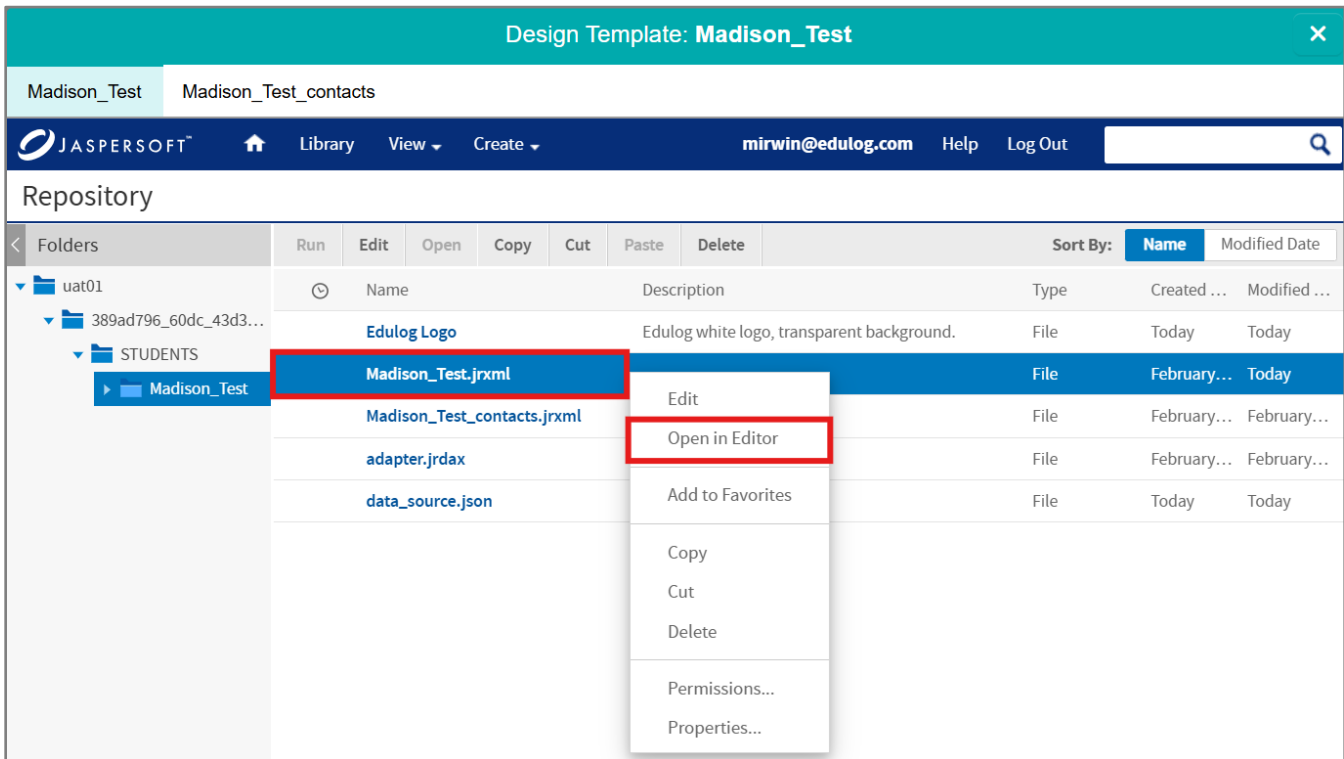 Design Template: Madison_Test
Madison_Test Madison_Test_contacts
JASPERSOFT™ Library View Create mirwin@edulog.com Help Log Out
Repository
Folders Run Edit Open Copy Cut Paste Delete Sort By: Name Modified Date
uat01 Name Description Type Created ... Modified ...
389ad796_60dc_43d3... Edulog Logo Edulog white logo, transparent background. File Today Today
STUDENTS Madison_Test.jrxml File February... Today
Madison_Test Edit
Madison_Test_contacts.jrxml File February... February...
Open in Editor
adapter.jrdax File February... February...
Add to Favorites
data_source.json File Today Today
Copy
Cut
Delete
Permissions...
Properties...